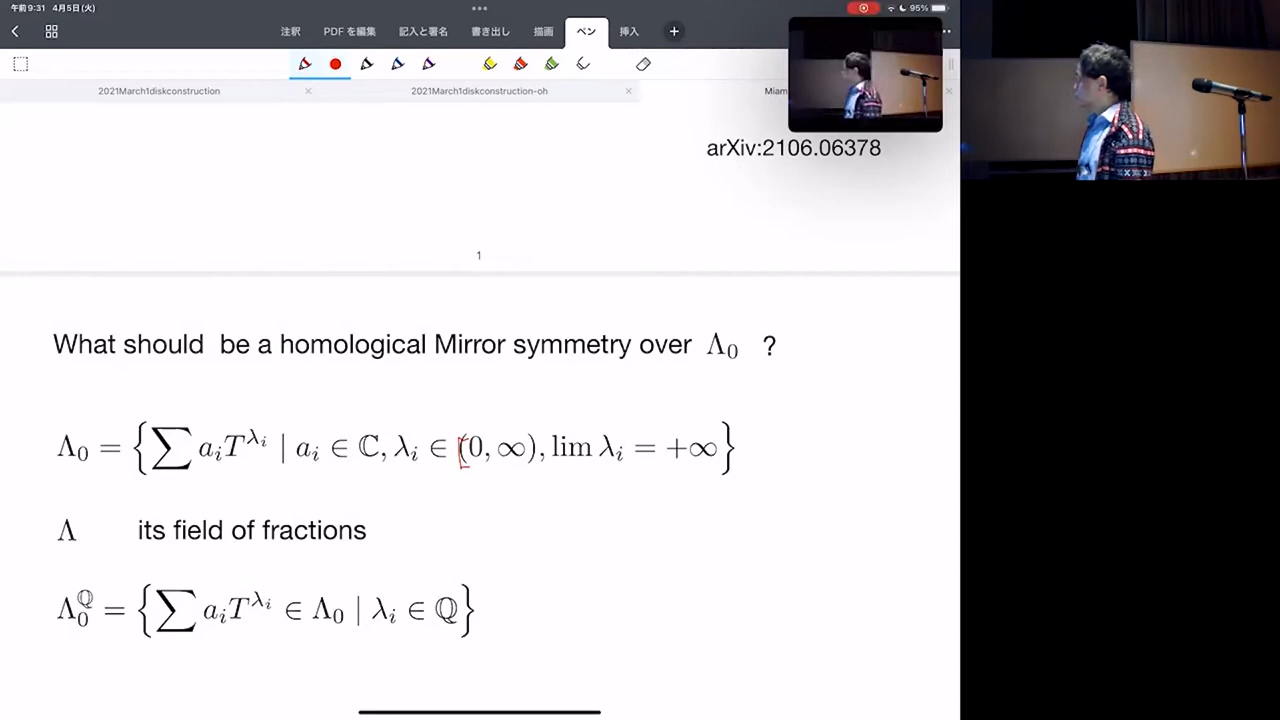 午前9:31 4月5日(火)
95%
注釈 PDF を編集 記入と署名 書き出し 描画 ペン 挿入
2021March1diskconstruction
2021March1diskconstruction-oh
Miam
arXiv:2106.06378
1
What should be a homological Mirror symmetry over Λ₀ ?
Λ₀ = {∑ aᵢT^{λᵢ} | aᵢ ∈ ℂ, λᵢ ∈ [(0, ∞), lim λᵢ = +∞}
Λ its field of fractions
Λ₀^ℚ = {∑ aᵢT^{λᵢ} ∈ Λ₀ | λᵢ ∈ ℚ}